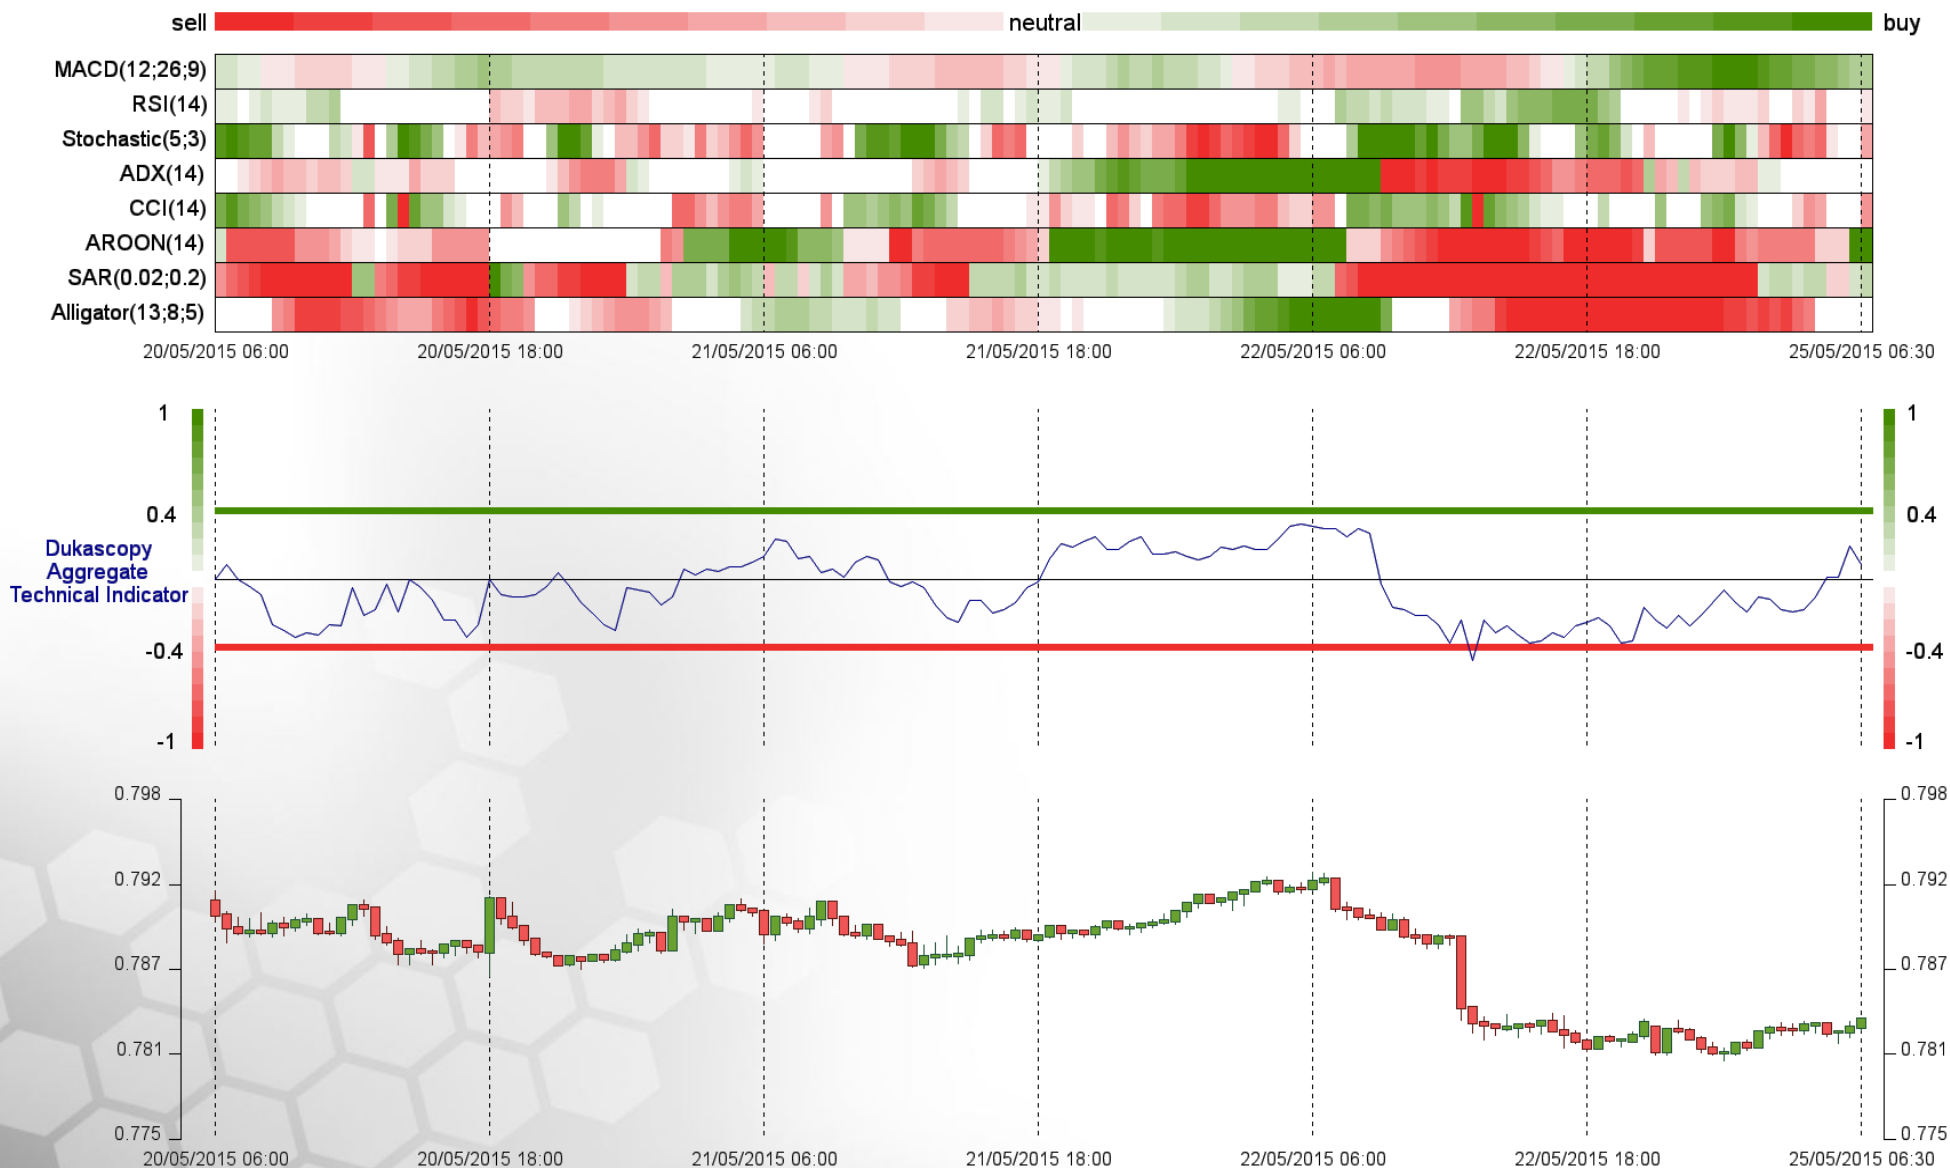 sell neutral buy
MACD(12;26;9)
RSI(14)
Stochastic(5;3)
ADX(14)
CCI(14)
AROON(14)
SAR(0.02;0.2)
Alligator(13;8;5)
20/05/2015 06:00 20/05/2015 18:00 21/05/2015 06:00 21/05/2015 18:00 22/05/2015 06:00 22/05/2015 18:00 25/05/2015 06:30
1 1
0.4 0.4
Dukascopy
Aggregate
Technical Indicator
-0.4 -0.4
-1 -1
0.798 0.798
0.792 0.792
0.787 0.787
0.781 0.781
0.775 0.775
20/05/2015 06:00 20/05/2015 18:00 21/05/2015 06:00 21/05/2015 18:00 22/05/2015 06:00 22/05/2015 18:00 25/05/2015 06:30